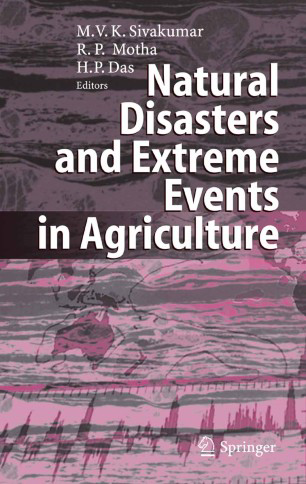 M.V.K. Sivakumar
R.P. Motha
H.P. Das
Editors
Natural
Disasters
and Extreme
Events
in Agriculture
Springer